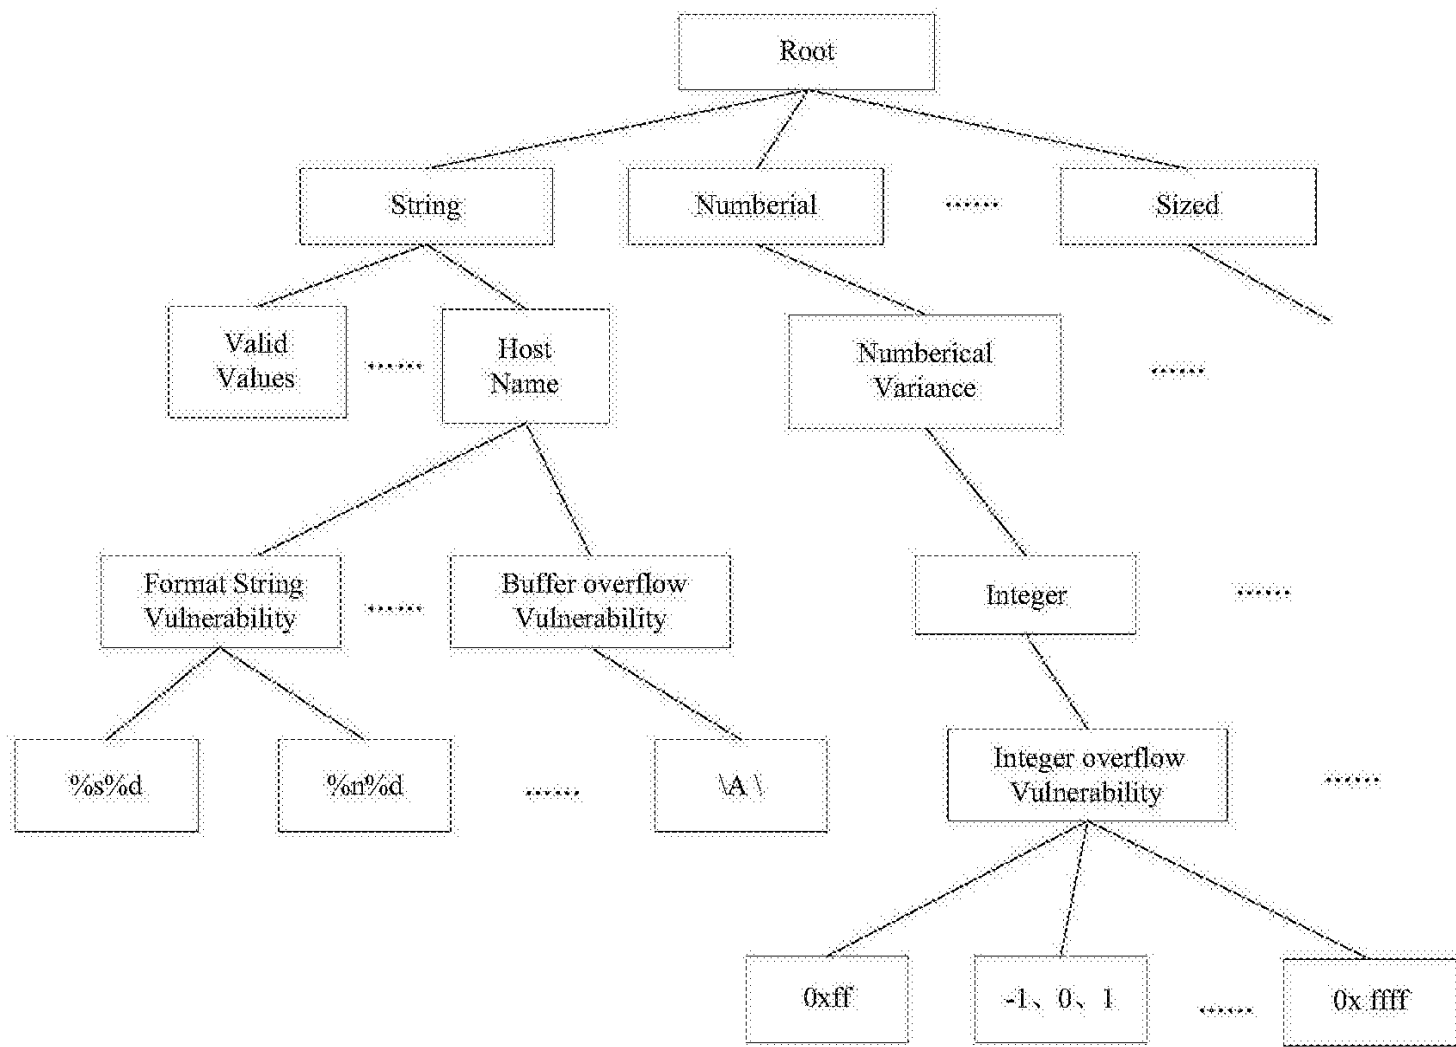 Root
String
Numberial
......
Sized
Valid
Values
......
Host
Name
Numberical
Variance
......
Format String
Vulnerability
......
Buffer overflow
Vulnerability
Integer
......
%s%d
%n%d
......
\A \
Integer overflow
Vulnerability
......
0xff
-1、0、1
......
0x ffff